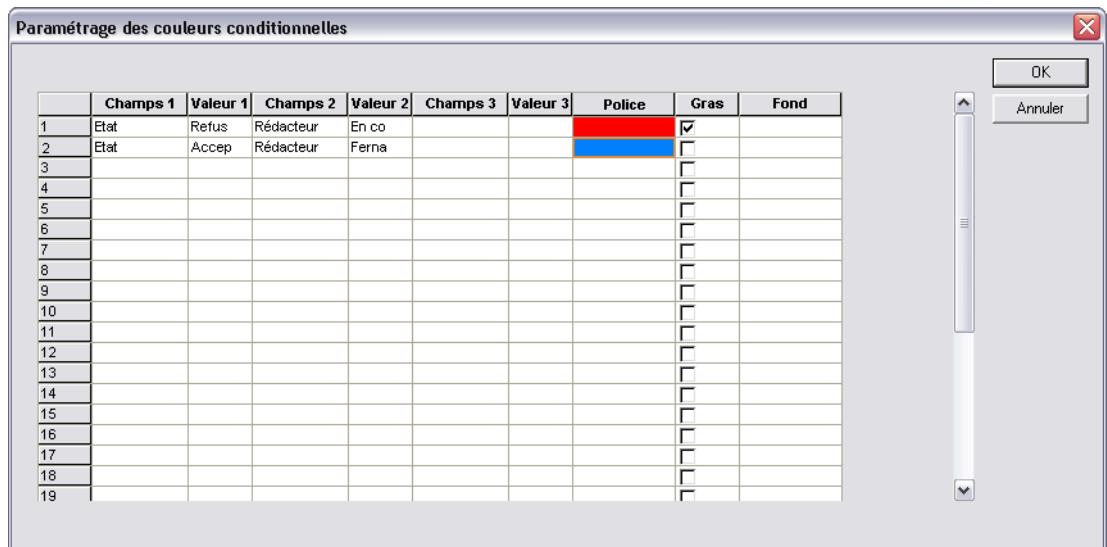 Paramétrage des couleurs conditionnelles
OK
Annuler
Champs 1 Valeur 1 Champs 2 Valeur 2 Champs 3 Valeur 3 Police Gras Fond
1 Etat Refus Rédacteur En co
2 Etat Accep Rédacteur Ferna
3
4
5
6
7
8
9
10
11
12
13
14
15
16
17
18
19